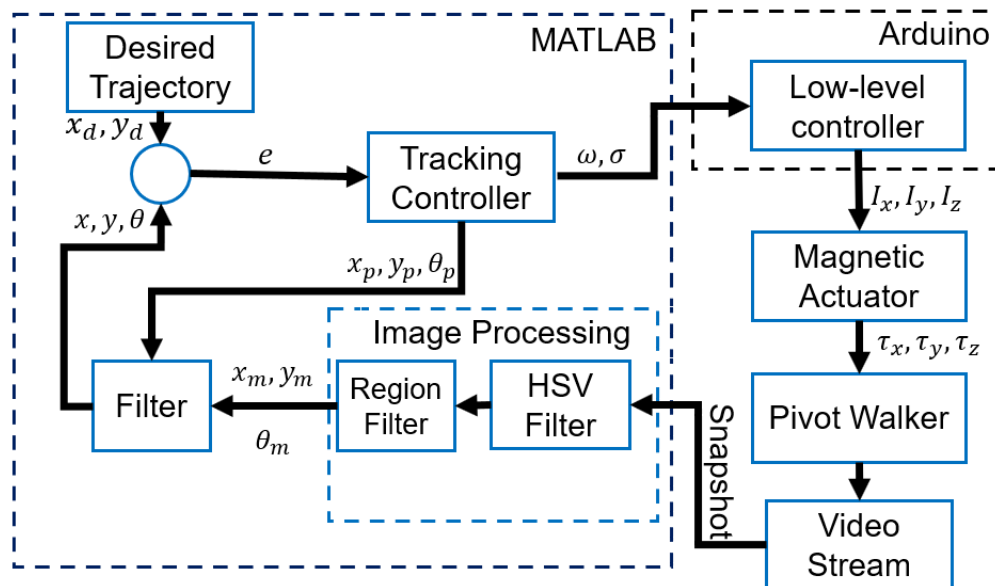 MATLAB
Arduino
Desired
Trajectory
x_d, y_d
e
Tracking
Controller
ω, σ
Low-level
controller
I_x, I_y, I_z
x, y, θ
x_p, y_p, θ_p
Magnetic
Actuator
τ_x, τ_y, τ_z
Image Processing
Filter
x_m, y_m
θ_m
Region
Filter
HSV
Filter
Snapshot
Pivot Walker
Video
Stream